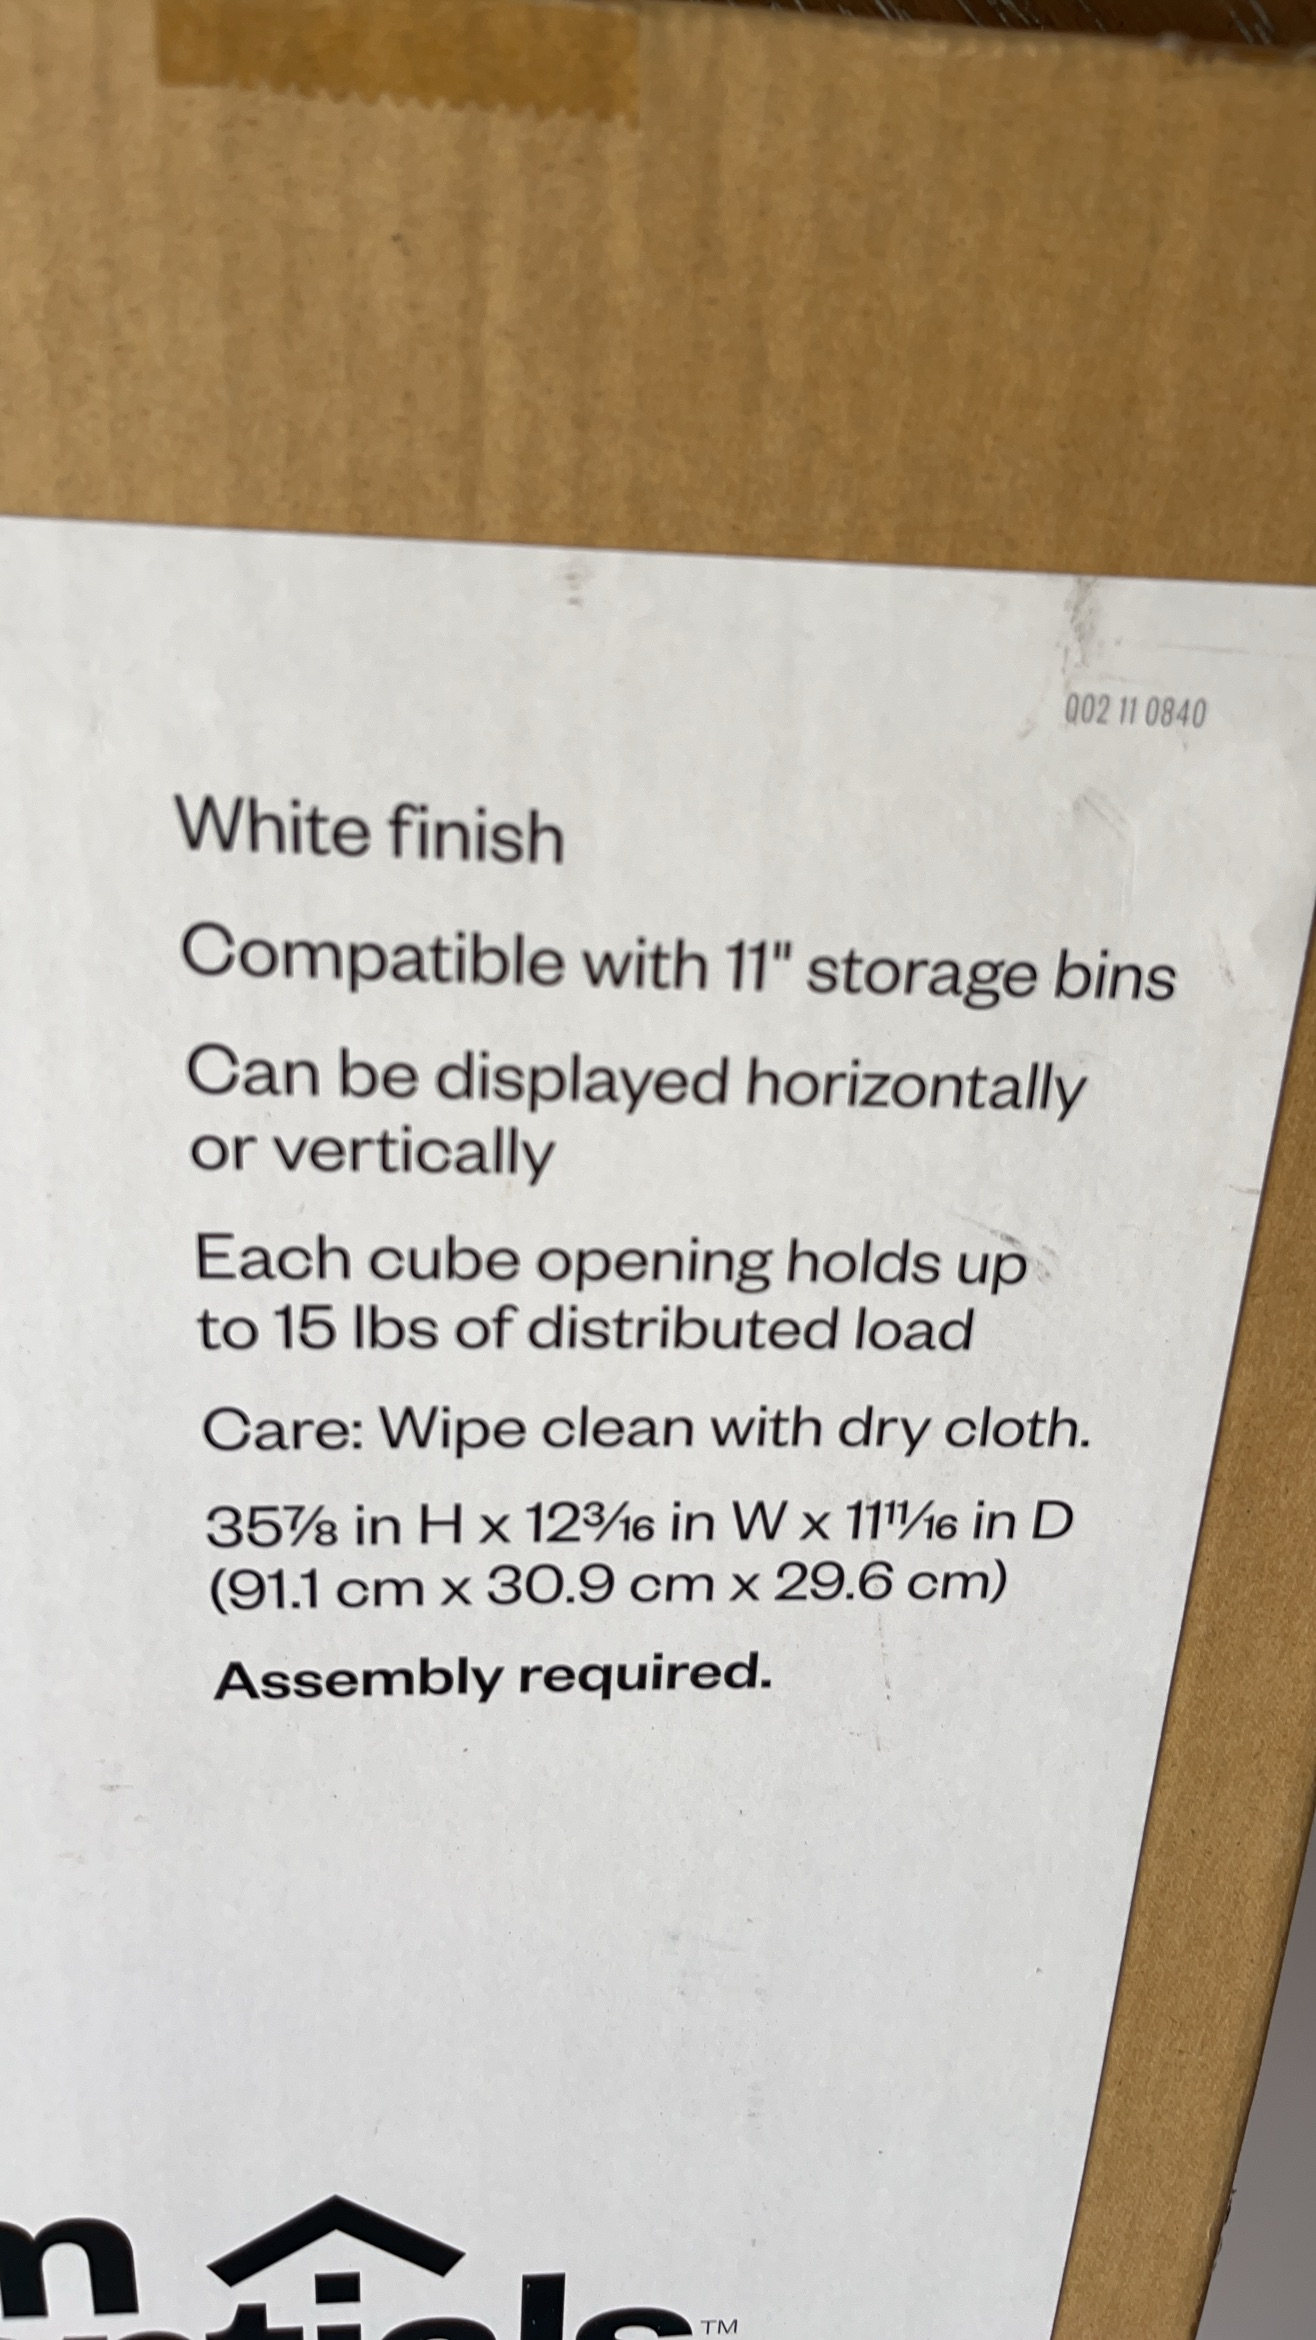 Q02 11 0840
White finish
Compatible with 11" storage bins
Can be displayed horizontally
or vertically
Each cube opening holds up
to 15 lbs of distributed load
Care: Wipe clean with dry cloth.
35⅞ in H x 12³⁄₁₆ in W x 11¹¹⁄₁₆ in D
(91.1 cm x 30.9 cm x 29.6 cm)
Assembly required.